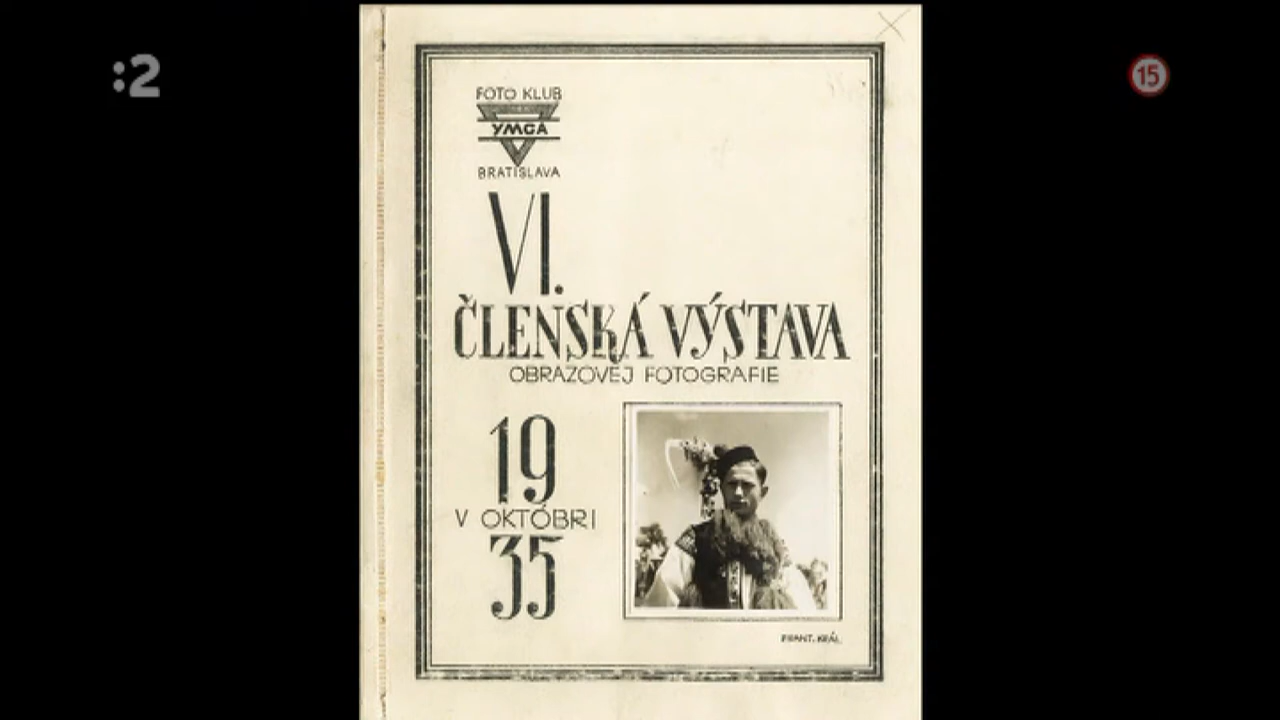 :2
15
FOTO KLUB
YMCA
BRATISLAVA
VI.
ČLENSKÁ VÝSTAVA
OBRAZOVEJ FOTOGRAFIE
19
V OKTÓBRI
35
FRANT. KRÁL